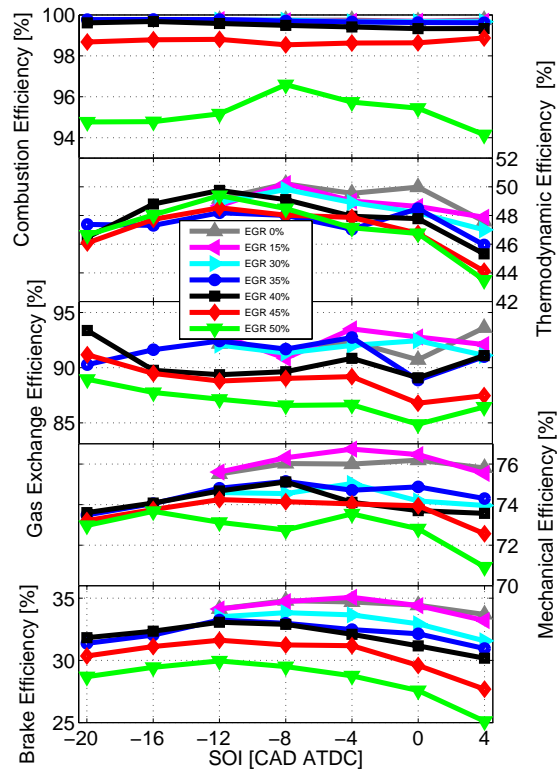 Combustion Efficiency [%]
100
98
96
94
Thermodynamic Efficiency [%]
52
50
48
46
44
42
EGR 0%
EGR 15%
EGR 30%
EGR 35%
EGR 40%
EGR 45%
EGR 50%
Gas Exchange Efficiency [%]
95
90
85
Mechanical Efficiency [%]
76
74
72
70
Brake Efficiency [%]
35
30
25
−20 −16 −12 −8 −4 0 4
SOI [CAD ATDC]